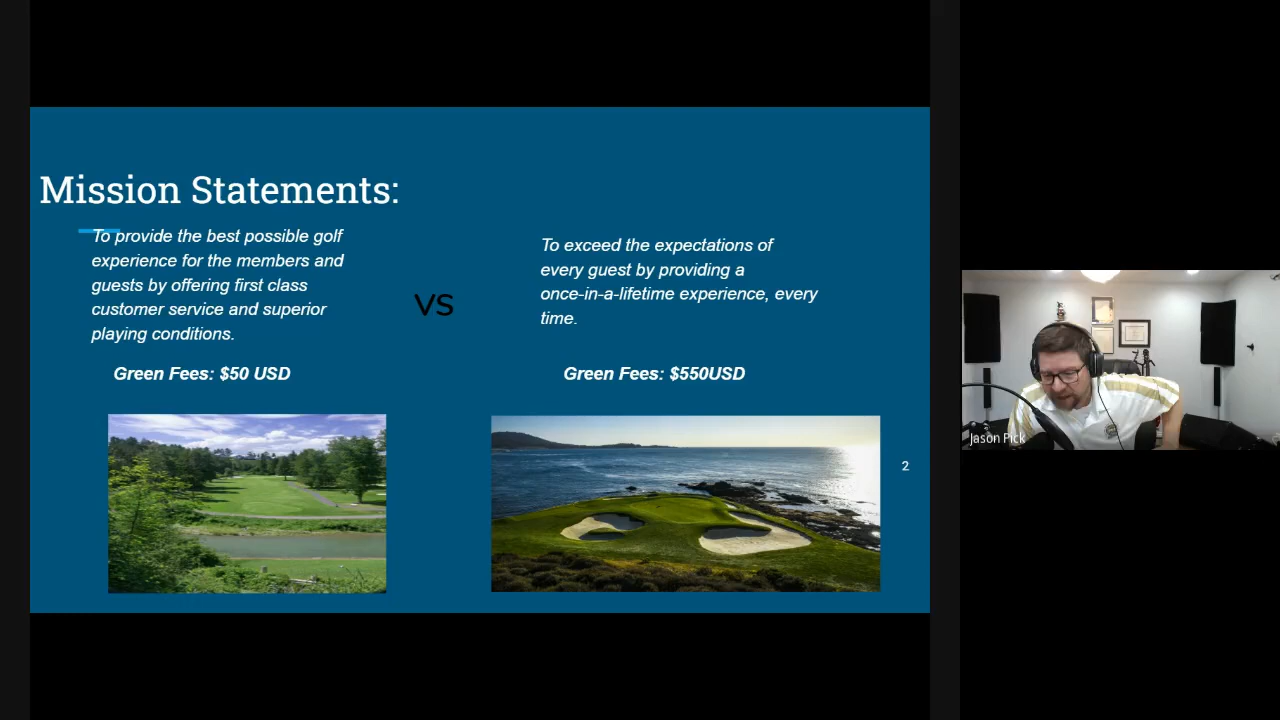 Mission Statements:
To provide the best possible golf
experience for the members and
guests by offering first class
customer service and superior
playing conditions.
Green Fees: $50 USD
VS
To exceed the expectations of
every guest by providing a
once-in-a-lifetime experience, every
time.
Green Fees: $550USD
2
Jason Pick